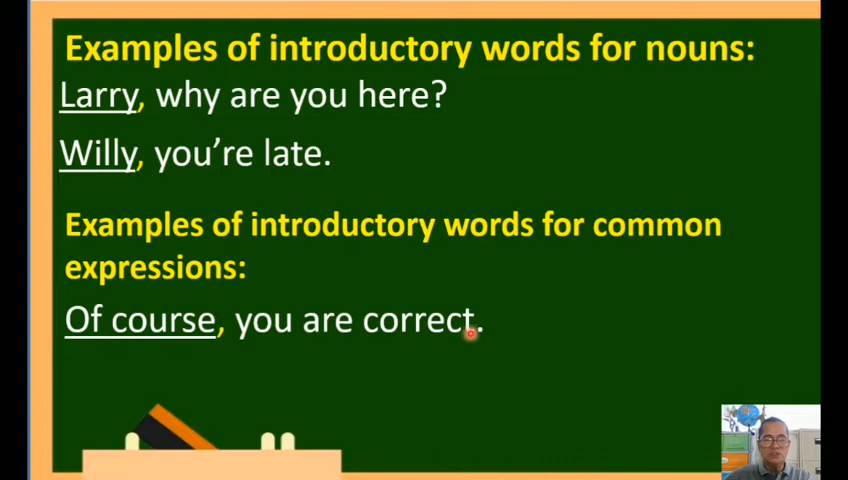 Examples of introductory words for nouns:
Larry, why are you here?
Willy, you’re late.
Examples of introductory words for common
expressions:
Of course, you are correct.